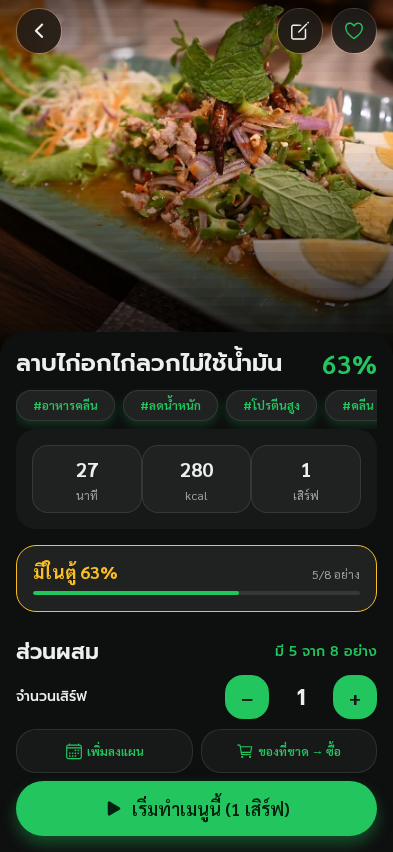 ลาบไก่อกไก่ลวกไม่ใช้น้ำมัน 63%
#อาหารคลีน #ลดน้ำหนัก #โปรตีนสูง #คลีน
27 280 1
นาที kcal เสิร์ฟ
มีในตู้ 63% 5/8 อย่าง
ส่วนผสม มี 5 จาก 8 อย่าง
จำนวนเสิร์ฟ − 1 +
เพิ่มลงแผน ของที่ขาด → ซื้อ
เริ่มทำเมนูนี้ (1 เสิร์ฟ)